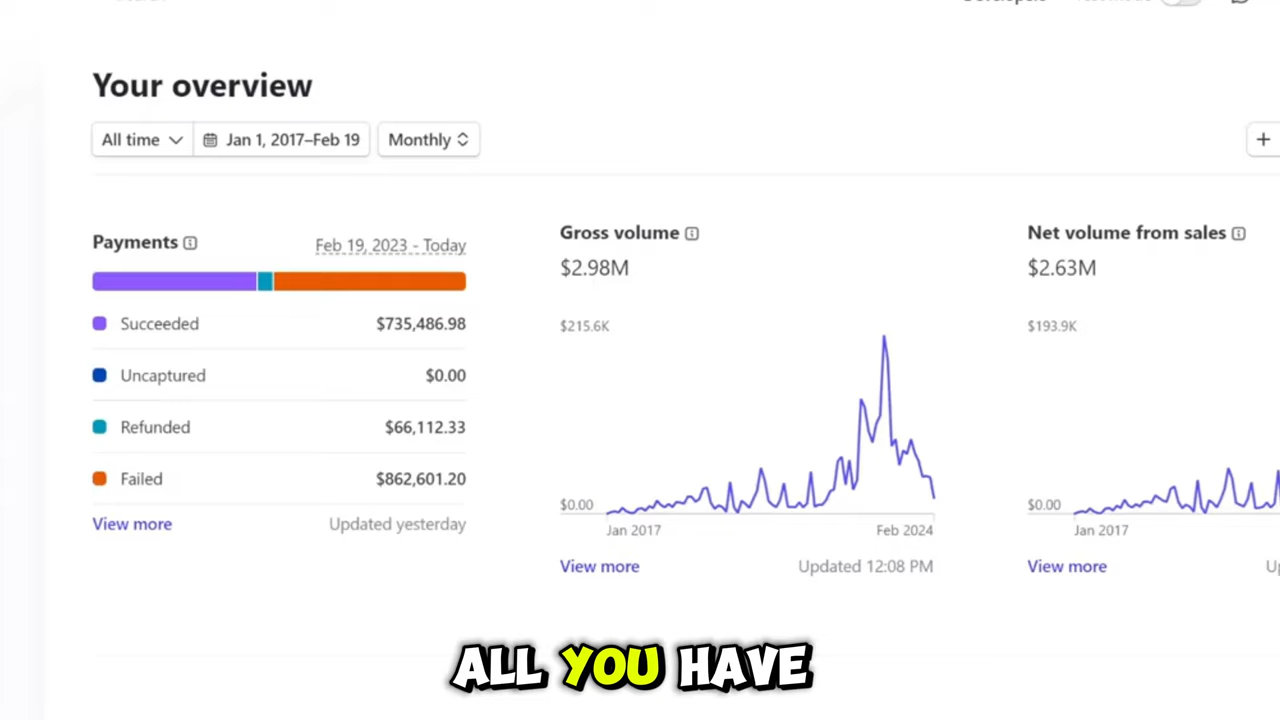 Your overview
All time Jan 1, 2017–Feb 19 Monthly +
Payments
Feb 19, 2023 - Today
Succeeded $735,486.98
Uncaptured $0.00
Refunded $66,112.33
Failed $862,601.20
View more Updated yesterday
Gross volume
$2.98M
$215.6K
$0.00
Jan 2017 Feb 2024
View more Updated 12:08 PM
Net volume from sales
$2.63M
$193.9K
$0.00
Jan 2017
View more
ALL YOU HAVE